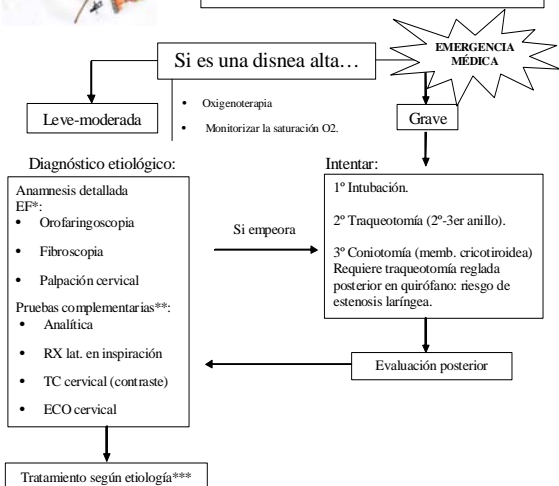 Si es una disnea alta…
EMERGENCIA
MÉDICA
Leve-moderada
• Oxigenoterapia
• Monitorizar la saturación O2.
Grave
Diagnóstico etiológico:
Anamnesis detallada
EF*:
• Orofaringoscopia
• Fibroscopia
• Palpación cervical
Pruebas complementarias**:
• Analítica
• RX lat. en inspiración
• TC cervical (contraste)
• ECO cervical
Si empeora
Intentar:
1º Intubación.
2º Traqueotomía (2º-3er anillo).
3º Coniotomía (memb. cricotiroidea)
Requiere traqueotomía reglada
posterior en quirófano: riesgo de
estenosis laríngea.
Evaluación posterior
Tratamiento según etiología***